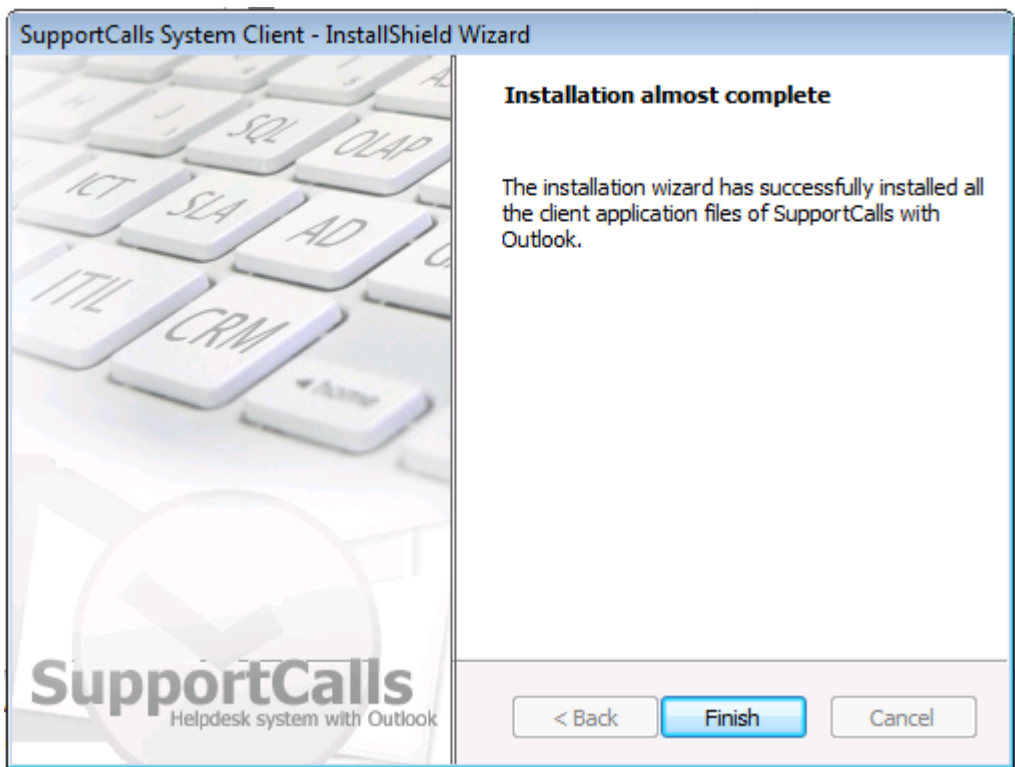 SupportCalls System Client - InstallShield Wizard
SQL
OLAP
ICT
SLA
AD
ITIL
CRM
home
Installation almost complete
The installation wizard has successfully installed all
the client application files of SupportCalls with
Outlook.
SupportCalls
Helpdesk system with Outlook
< Back
Finish
Cancel